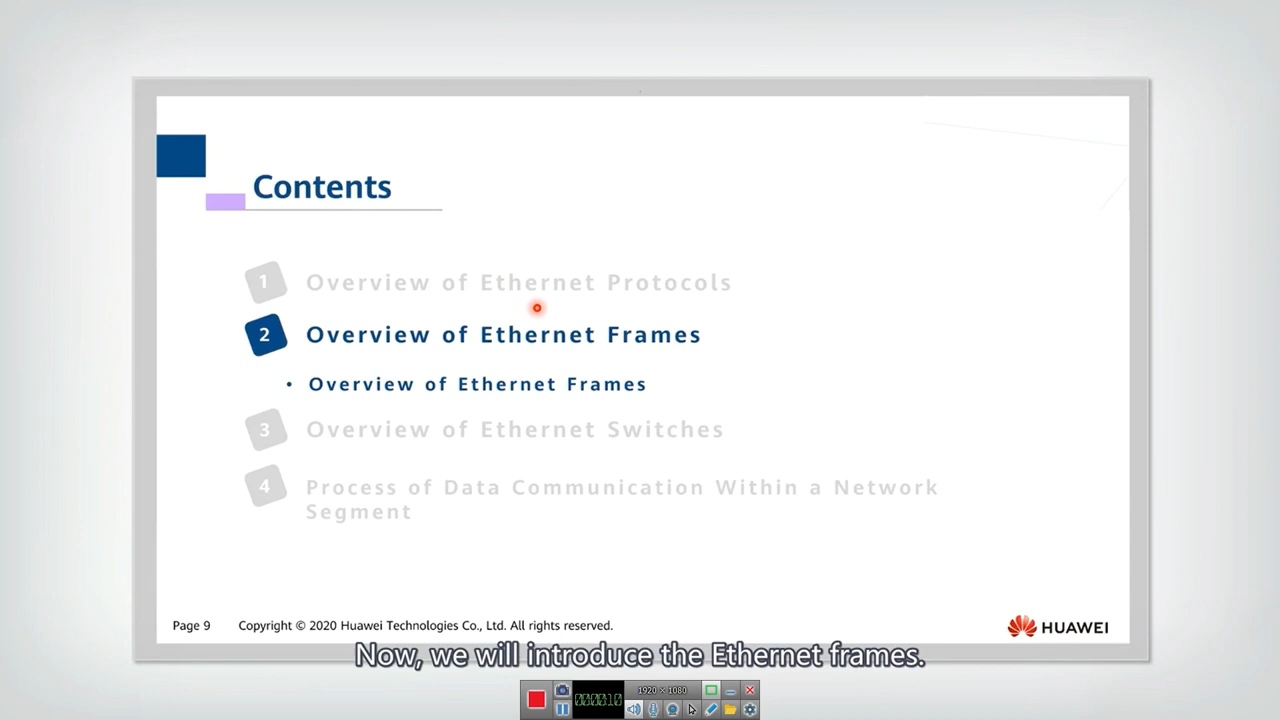 Contents
1 Overview of Ethernet Protocols
2 Overview of Ethernet Frames
• Overview of Ethernet Frames
3 Overview of Ethernet Switches
4 Process of Data Communication Within a Network
Segment
Page 9 Copyright © 2020 Huawei Technologies Co., Ltd. All rights reserved.
HUAWEI
Now, we will introduce the Ethernet frames.
1920 × 1080